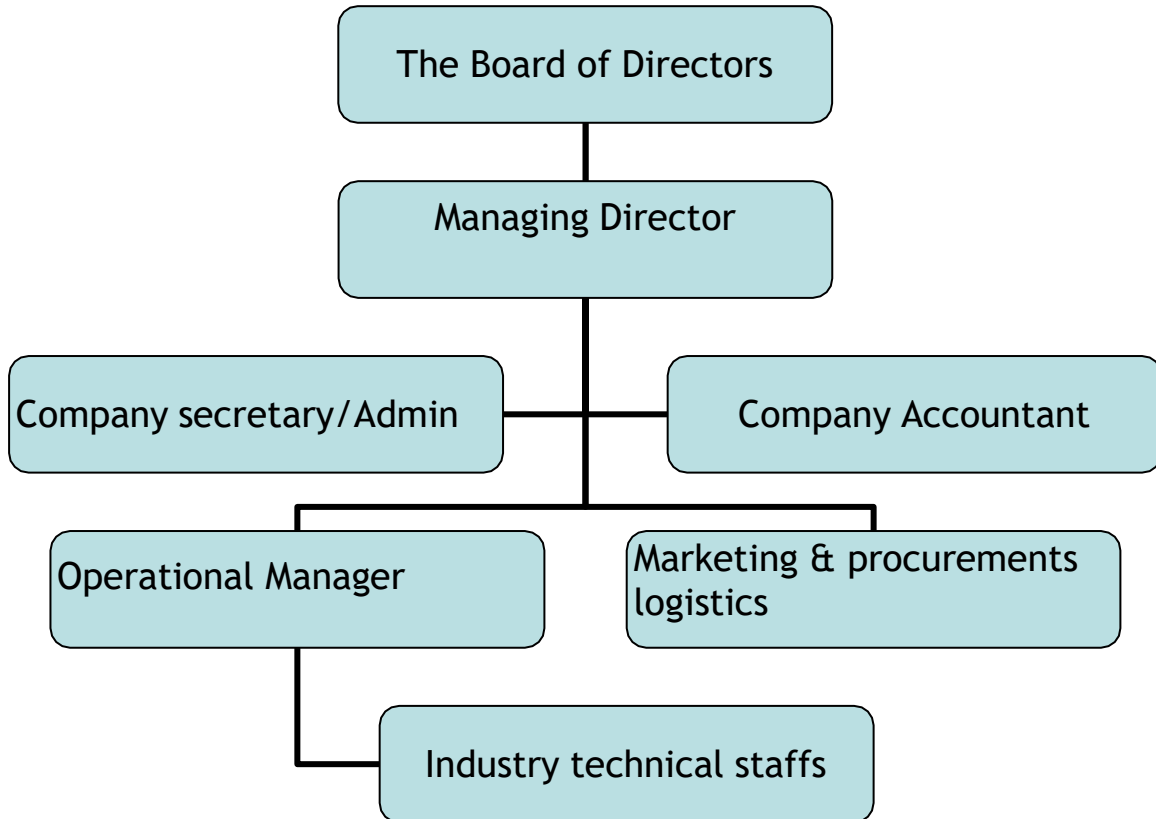 The Board of Directors
Managing Director
Company secretary/Admin
Company Accountant
Operational Manager
Marketing & procurements
logistics
Industry technical staffs